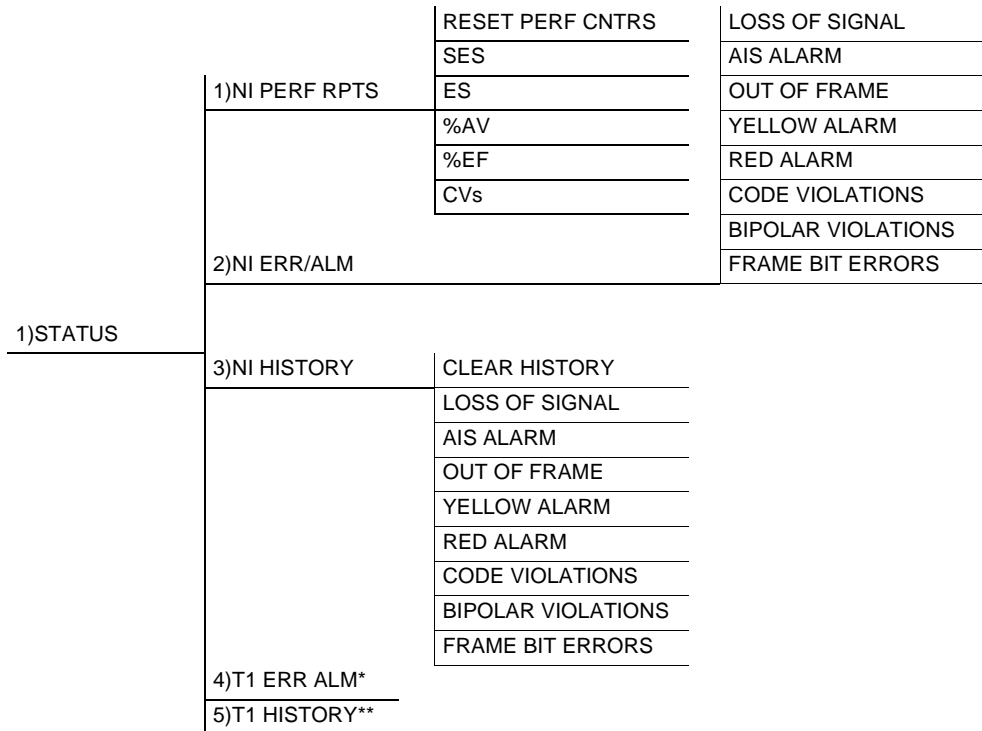 RESET PERF CNTRS
SES
1)NI PERF RPTS
ES
%AV
%EF
CVs
LOSS OF SIGNAL
AIS ALARM
OUT OF FRAME
YELLOW ALARM
RED ALARM
CODE VIOLATIONS
BIPOLAR VIOLATIONS
2)NI ERR/ALM
FRAME BIT ERRORS
1)STATUS
3)NI HISTORY
CLEAR HISTORY
LOSS OF SIGNAL
AIS ALARM
OUT OF FRAME
YELLOW ALARM
RED ALARM
CODE VIOLATIONS
BIPOLAR VIOLATIONS
FRAME BIT ERRORS
4)T1 ERR ALM*
5)T1 HISTORY**